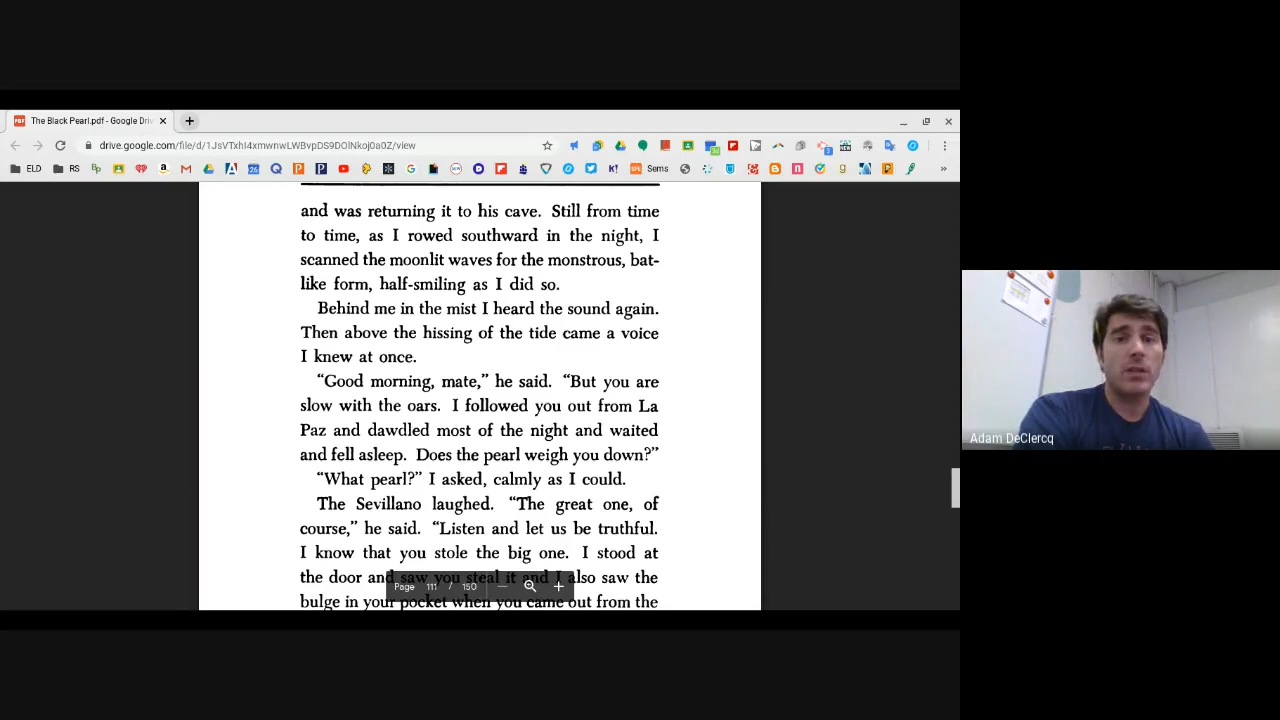 The Black Pearl.pdf - Google Driv
drive.google.com/file/d/1JsVTxhI4xmwnwLWBvpDS9DOlNkoj0a0Z/view
ELD
RS
Sems
and was returning it to his cave. Still from time
to time, as I rowed southward in the night, I
scanned the moonlit waves for the monstrous, bat-
like form, half-smiling as I did so.
Behind me in the mist I heard the sound again.
Then above the hissing of the tide came a voice
I knew at once.
“Good morning, mate,” he said. “But you are
slow with the oars. I followed you out from La
Paz and dawdled most of the night and waited
and fell asleep. Does the pearl weigh you down?”
“What pearl?” I asked, calmly as I could.
The Sevillano laughed. “The great one, of
course,” he said. “Listen and let us be truthful.
I know that you stole the big one. I stood at
the door and saw you steal it and I also saw the
Page 111 / 150
bulge in your pocket when you came out from the
Adam DeClercq